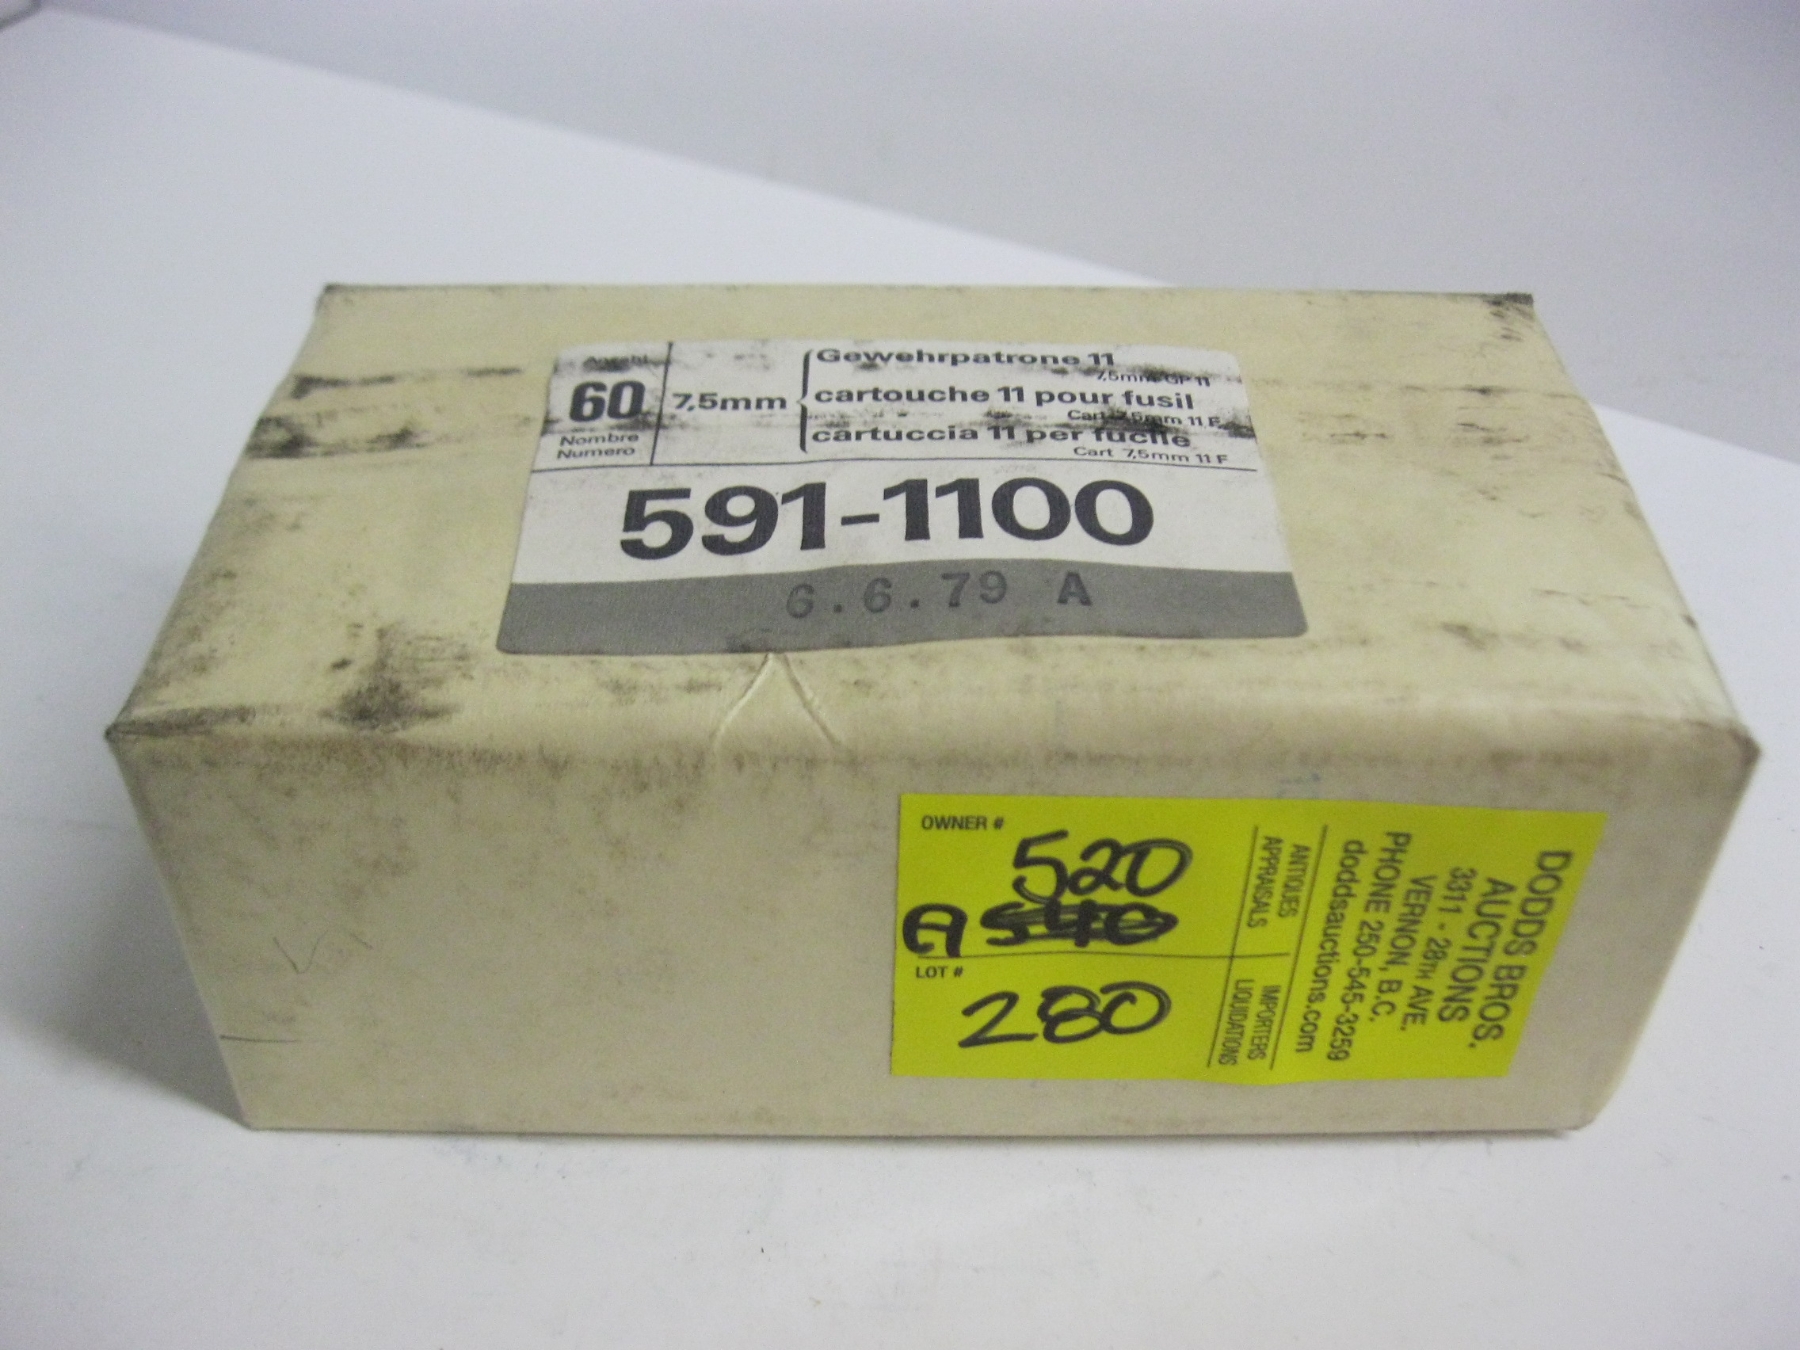 Anzahl
60
Nombre
Numero
7,5mm
Gewehrpatrone 11
7,5mm GP 11
cartouche 11 pour fusil
Cart 7,5mm 11 F
cartuccia 11 per fucile
Cart 7,5mm 11 F
591-1100
6.6.79 A
OWNER #
520
A 540
LOT #
280
ANTIQUES
APPRAISALS
IMPORTERS
LIQUIDATIONS
DODDS BROS.
AUCTIONS
3311 - 28TH AVE.
VERNON, B.C.
PHONE 250-545-3259
doddsauctions.com